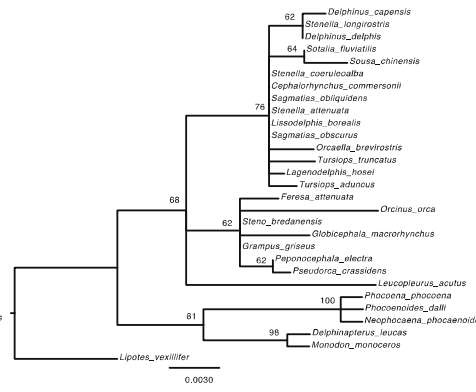 62
Delphinus_capensis
Stenella_longirostris
Delphinus_delphis
64
Sotalia_fluviatilis
Sousa_chinensis
76
Stenella_coeruleoalba
Cephalorhynchus_commersonii
Sagmatias_obliquidens
Stenella_attenuata
Lissodelphis_borealis
Sagmatias_obscurus
Orcaella_brevirostris
Tursiops_truncatus
Lagenodelphis_hosei
Tursiops_aduncus
68
Feresa_attenuata
Orcinus_orca
62
Steno_bredanensis
Globicephala_macrorhynchus
Grampus_griseus
62
Peponocephala_electra
Pseudorca_crassidens
Leucopleurus_acutus
100
Phocoena_phocoena
Phocoenoides_dalli
Neophocaena_phocaenoid
81
98
Delphinapterus_leucas
Monodon_monoceros
Lipotes_vexillifer
0.0030